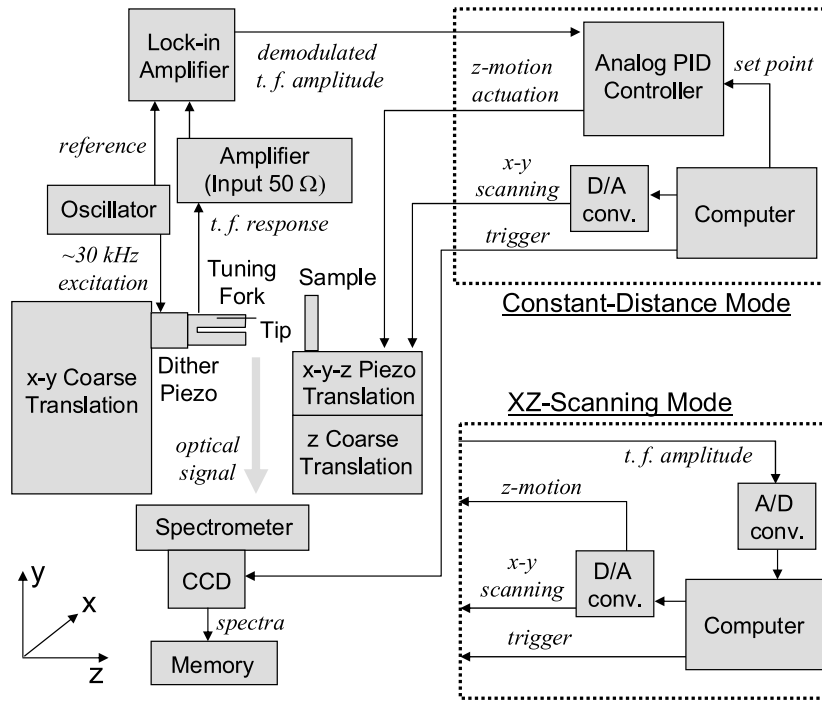 Lock-in
Amplifier
demodulated
t. f. amplitude
z-motion
actuation
Analog PID
Controller
set point
reference
Amplifier
(Input 50 Ω)
x-y
scanning
D/A
conv.
Computer
Oscillator
t. f. response
trigger
~30 kHz
excitation
Tuning
Fork
Sample
Tip
Constant-Distance Mode
x-y Coarse
Translation
Dither
Piezo
x-y-z Piezo
Translation
z Coarse
Translation
optical
signal
XZ-Scanning Mode
t. f. amplitude
z-motion
A/D
conv.
Spectrometer
CCD
x-y
scanning
D/A
conv.
Computer
trigger
spectra
Memory
y
x
z